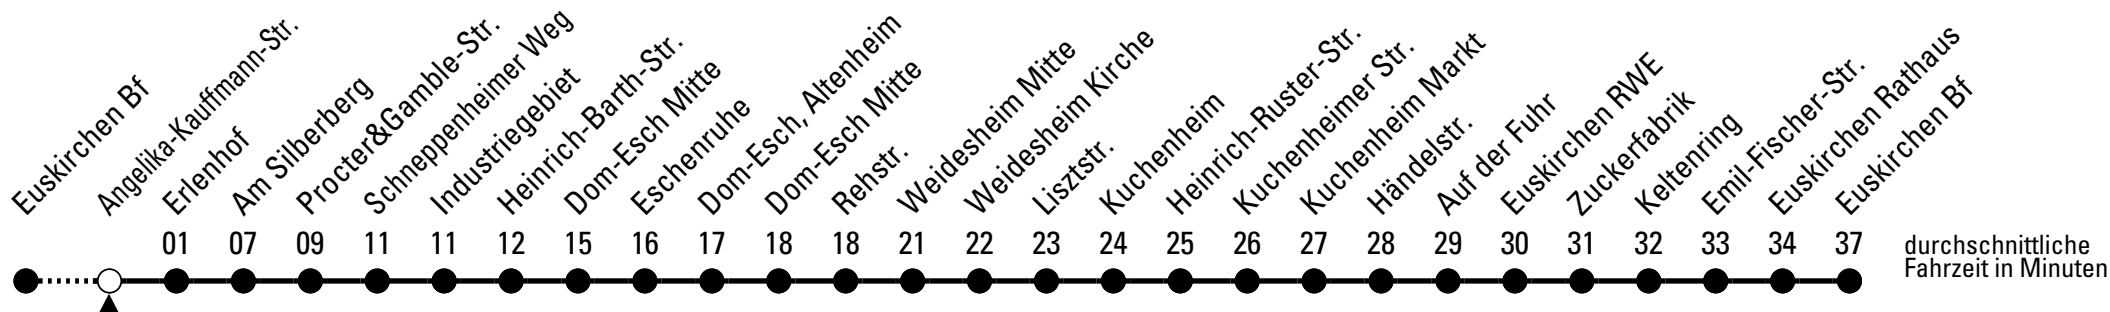 Euskirchen Bf
Angelika-Kauffmann-Str.
Erlenhof
Am Silberberg
Procter&Gamble-Str.
Schneppenheimer Weg
Industriegebiet
Heinrich-Barth-Str.
Dom-Esch Mitte
Eschenruhe
Dom-Esch, Altenheim
Dom-Esch Mitte
Rehstr.
Weidesheim Mitte
Weidesheim Kirche
Lisztstr.
Kuchenheim
Heinrich-Ruster-Str.
Kuchenheimer Str.
Kuchenheim Markt
Händelstr.
Auf der Fuhr
Euskirchen RWE
Zuckerfabrik
Keltenring
Emil-Fischer-Str.
Euskirchen Rathaus
Euskirchen Bf
01 07 09 11 11 12 15 16 17 18 18 21 22 23 24 25 26 27 28 29 30 31 32 33 34 37
durchschnittliche
Fahrzeit in Minuten